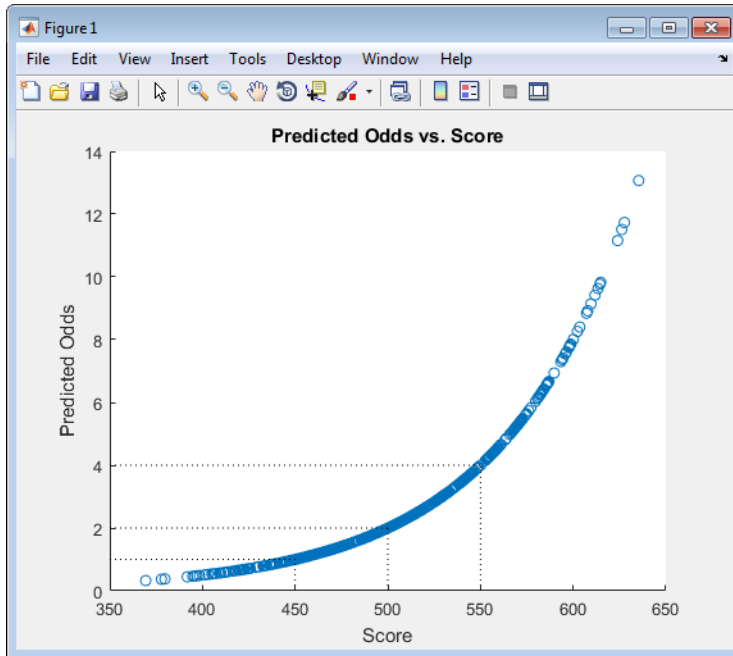 Figure 1
File Edit View Insert Tools Desktop Window Help
Predicted Odds vs. Score
14
12
10
8
6
4
2
0
Predicted Odds
350 400 450 500 550 600 650
Score